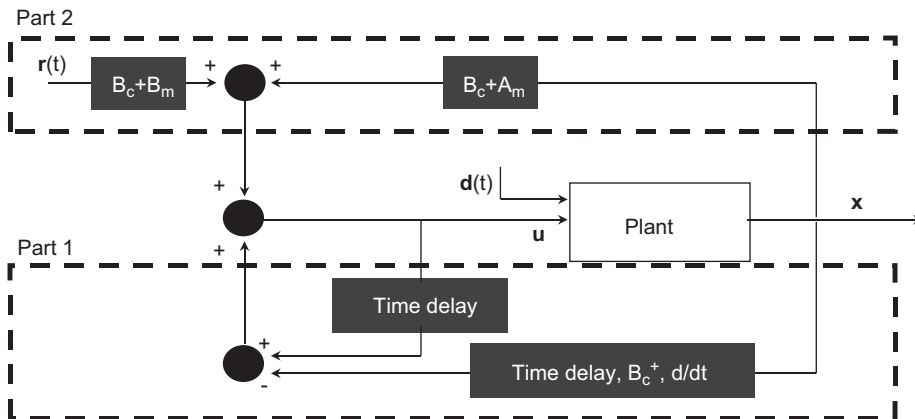 Part 2
r(t)
+
+
B_c+B_m
B_c+A_m
+
d(t)
Plant
x
u
+
Part 1
Time delay
+
-
Time delay, B_c^+, d/dt